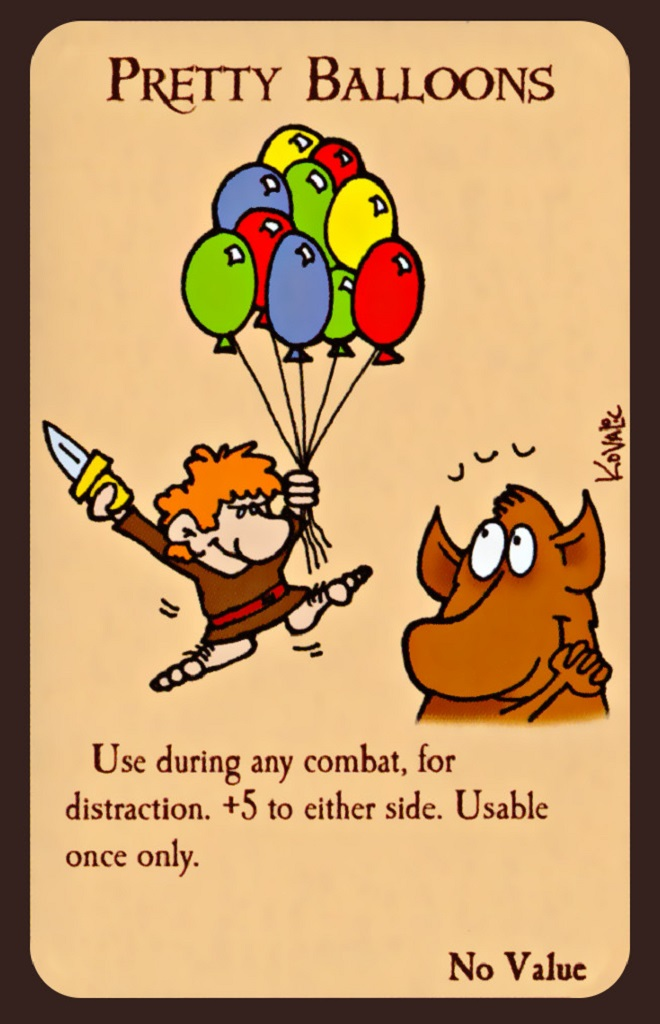 Pretty Balloons
Kovalic
Use during any combat, for
distraction. +5 to either side. Usable
once only.
No Value